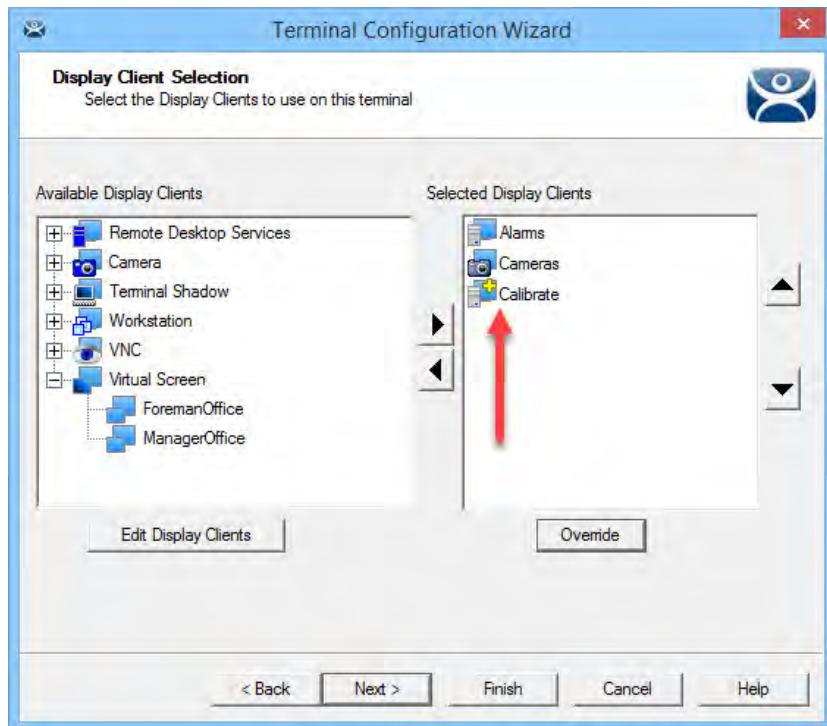 Terminal Configuration Wizard
Display Client Selection
Select the Display Clients to use on this terminal
Available Display Clients
Remote Desktop Services
Camera
Terminal Shadow
Workstation
VNC
Virtual Screen
ForemanOffice
ManagerOffice
Edit Display Clients
Selected Display Clients
Alarms
Cameras
Calibrate
Override
< Back Next > Finish Cancel Help